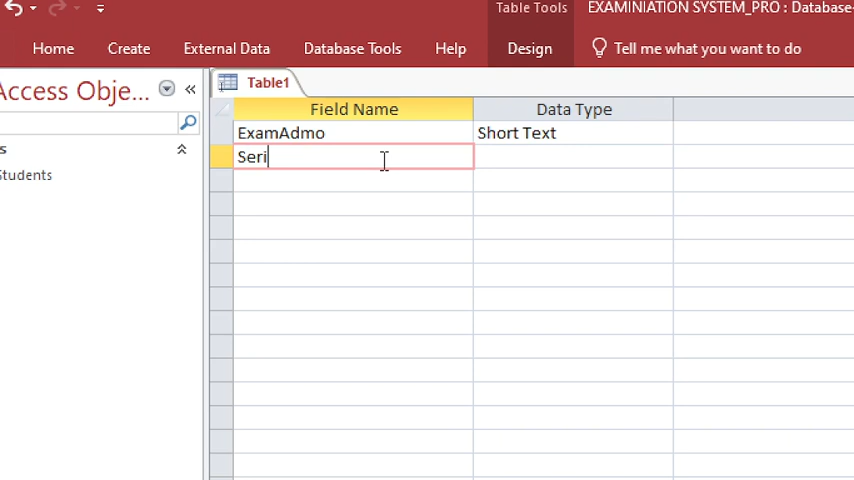 Table Tools
EXAMINIATION SYSTEM_PRO : Database-
Home
Create
External Data
Database Tools
Help
Design
Tell me what you want to do
Access Obje...
Table1
Field Name
Data Type
ExamAdmo
Short Text
Seri
s
Students